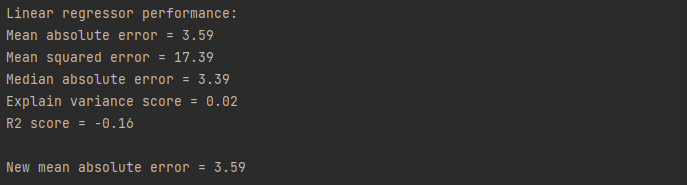 Linear regressor performance:
Mean absolute error = 3.59
Mean squared error = 17.39
Median absolute error = 3.39
Explain variance score = 0.02
R2 score = -0.16
New mean absolute error = 3.59